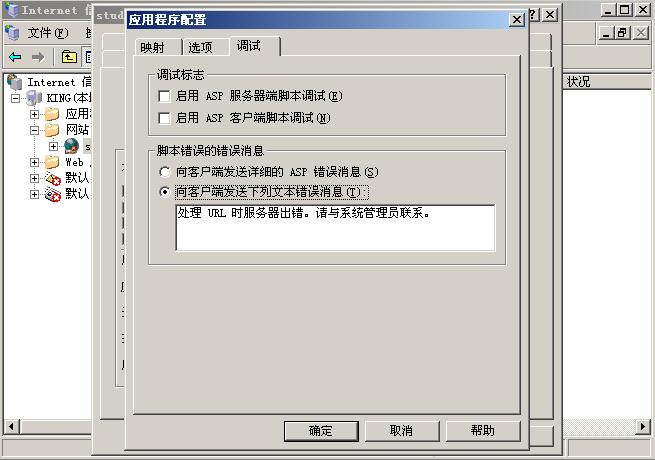 Internet 信
stud
文件(F)
Internet 信
KING(本
应用
网站
s
Web
默认
默认
状况
应用程序配置
映射
选项
调试
调试标志
启用 ASP 服务器端脚本调试(E)
启用 ASP 客户端脚本调试(N)
脚本错误的错误消息
向客户端发送详细的 ASP 错误消息(S)
向客户端发送下列文本错误消息(T):
处理 URL 时服务器出错。请与系统管理员联系。
确定
取消
帮助